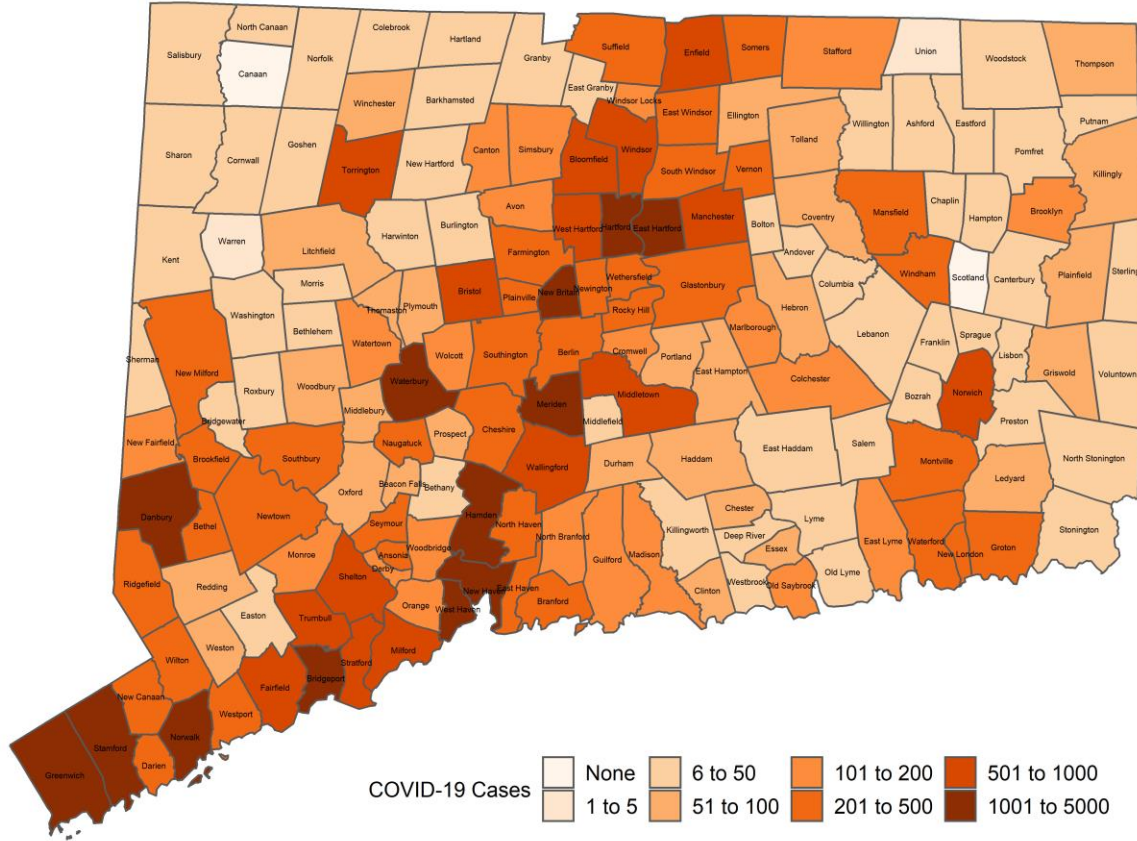 North Canaan
Colebrook
Hartland
Suffield
Enfield
Somers
Stafford
Union
Salisbury
Canaan
Norfolk
Granby
East Granby
Woodstock
Thompson
Winchester
Barkhamsted
Windsor Locks
East Windsor
Ellington
Willington
Ashford
Eastford
Putnam
Sharon
Cornwall
Goshen
Torrington
New Hartford
Canton
Simsbury
Bloomfield
Windsor
South Windsor
Vernon
Tolland
Pomfret
Killingly
Kent
Warren
Litchfield
Harwinton
Burlington
Avon
West Hartford
Hartford
East Hartford
Manchester
Bolton
Coventry
Mansfield
Chaplin
Hampton
Brooklyn
Farmington
Andover
Morris
Washington
Bethlehem
Thomaston
Plymouth
Bristol
Plainville
New Britain
Newington
Wethersfield
Glastonbury
Hebron
Columbia
Windham
Scotland
Canterbury
Plainfield
Sterling
Rocky Hill
Sherman
New Milford
Roxbury
Woodbury
Watertown
Wolcott
Southington
Berlin
Cromwell
Portland
East Hampton
Marlborough
Colchester
Lebanon
Franklin
Sprague
Lisbon
Griswold
Voluntown
Waterbury
Meriden
Middletown
Bozrah
Norwich
Preston
Bridgewater
Middlebury
Middlefield
New Fairfield
Brookfield
Southbury
Naugatuck
Prospect
Cheshire
Wallingford
Durham
Haddam
East Haddam
Salem
Montville
North Stonington
Ledyard
Danbury
Bethel
Newtown
Oxford
Beacon Falls
Bethany
Hamden
Seymour
North Haven
North Branford
Guilford
Madison
Killingworth
Chester
Deep River
Essex
Lyme
East Lyme
Waterford
New London
Groton
Stonington
Ridgefield
Redding
Monroe
Ansonia
Derby
Woodbridge
Shelton
Orange
New Haven
East Haven
West Haven
Branford
Clinton
Westbrook
Old Saybrook
Old Lyme
Easton
Trumbull
Weston
Wilton
Stratford
Milford
New Canaan
Westport
Fairfield
Bridgeport
Greenwich
Stamford
Darien
Norwalk
COVID-19 Cases
None
6 to 50
101 to 200
501 to 1000
1 to 5
51 to 100
201 to 500
1001 to 5000